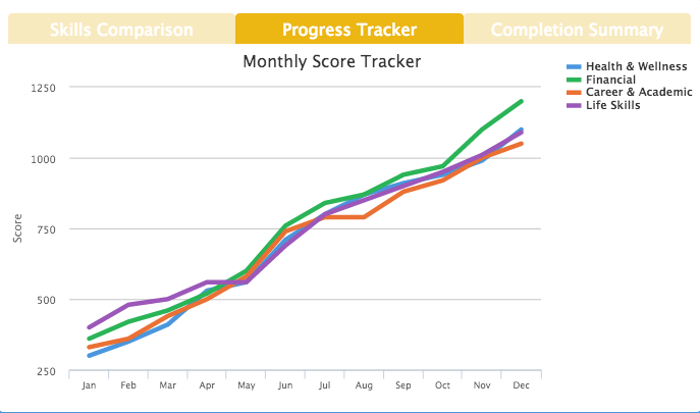 Skills Comparison Progress Tracker Completion Summary
Monthly Score Tracker
Health & Wellness
Financial
Career & Academic
Life Skills
1250
1000
750
500
250
Score
Jan Feb Mar Apr May Jun Jul Aug Sep Oct Nov Dec